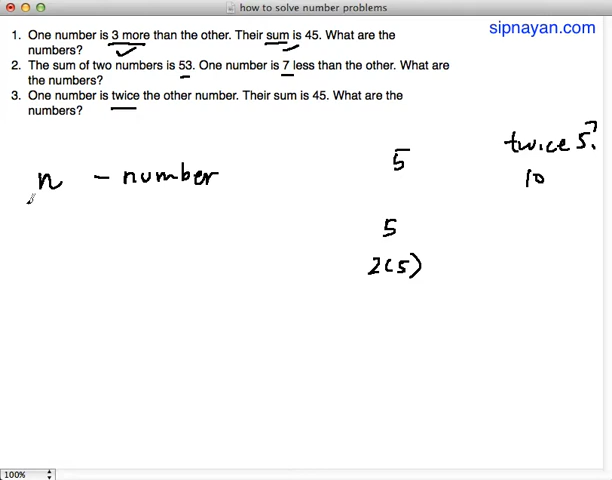 how to solve number problems
sipnayan.com
1. One number is 3 more than the other. Their sum is 45. What are the
numbers?
2. The sum of two numbers is 53. One number is 7 less than the other. What are
the numbers?
3. One number is twice the other number. Their sum is 45. What are the
numbers?
twice 5?
5
10
n - number
5
2(5)
100%